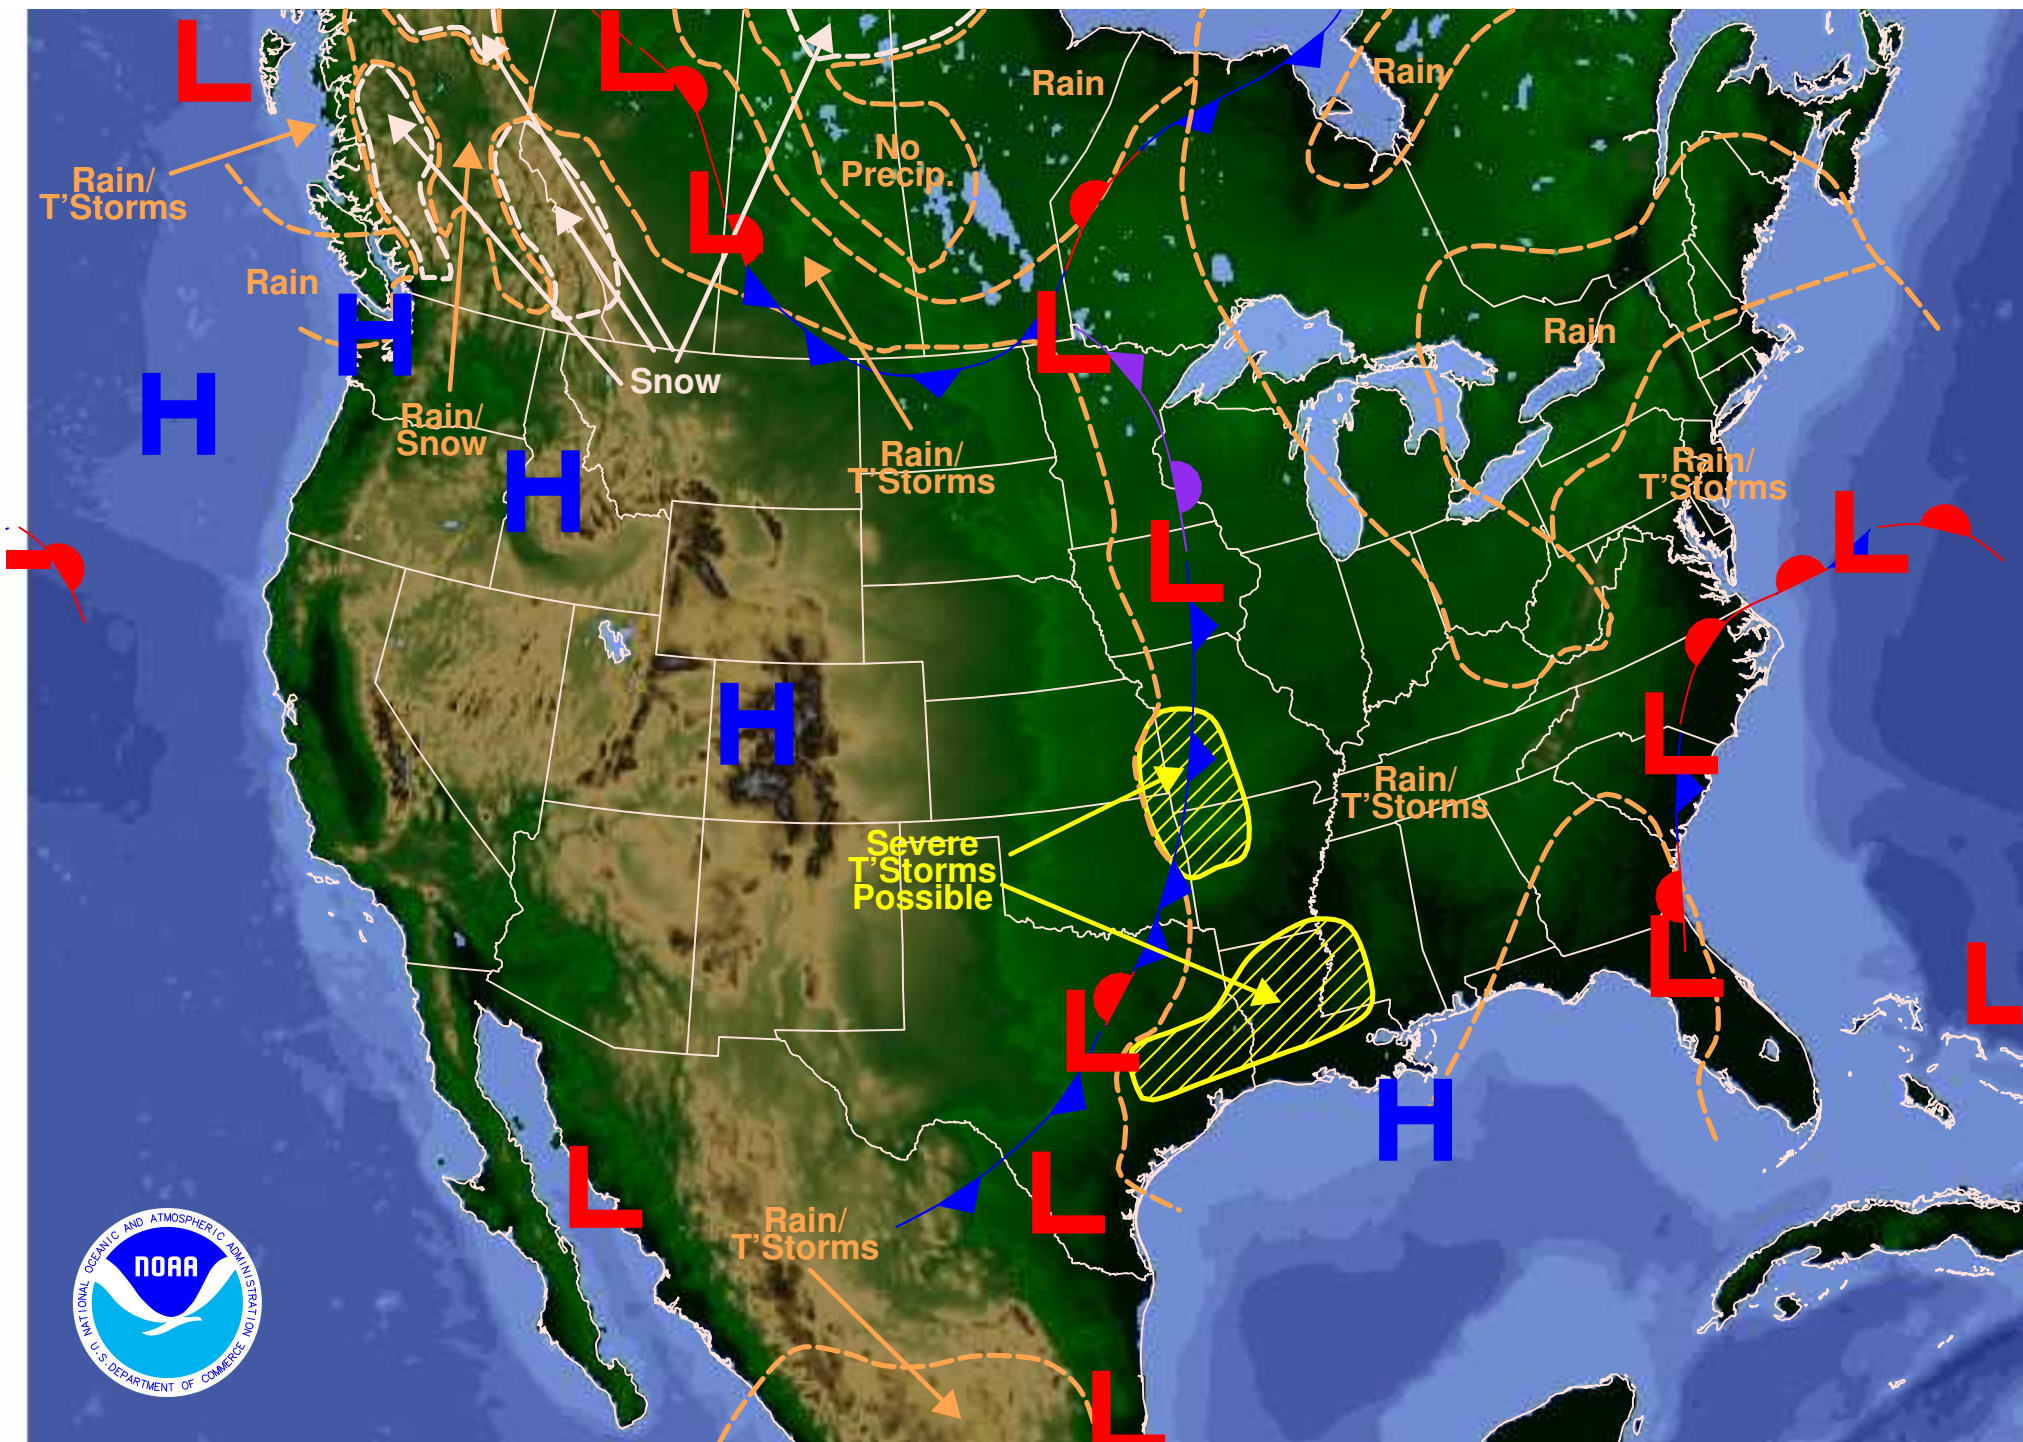 L
L
Rain
Rain
No
Precip.
Rain/
T'Storms
L
Rain
H
L
Rain
H
Snow
Rain/
Snow
Rain/
T'Storms
Rain/
T'Storms
H
L
L
H
L
Rain/
T'Storms
Severe
T'Storms
Possible
L
L
L
H
L
L
Rain/
T'Storms
L
NOAA
NATIONAL OCEANIC AND ATMOSPHERIC ADMINISTRATION
U.S. DEPARTMENT OF COMMERCE